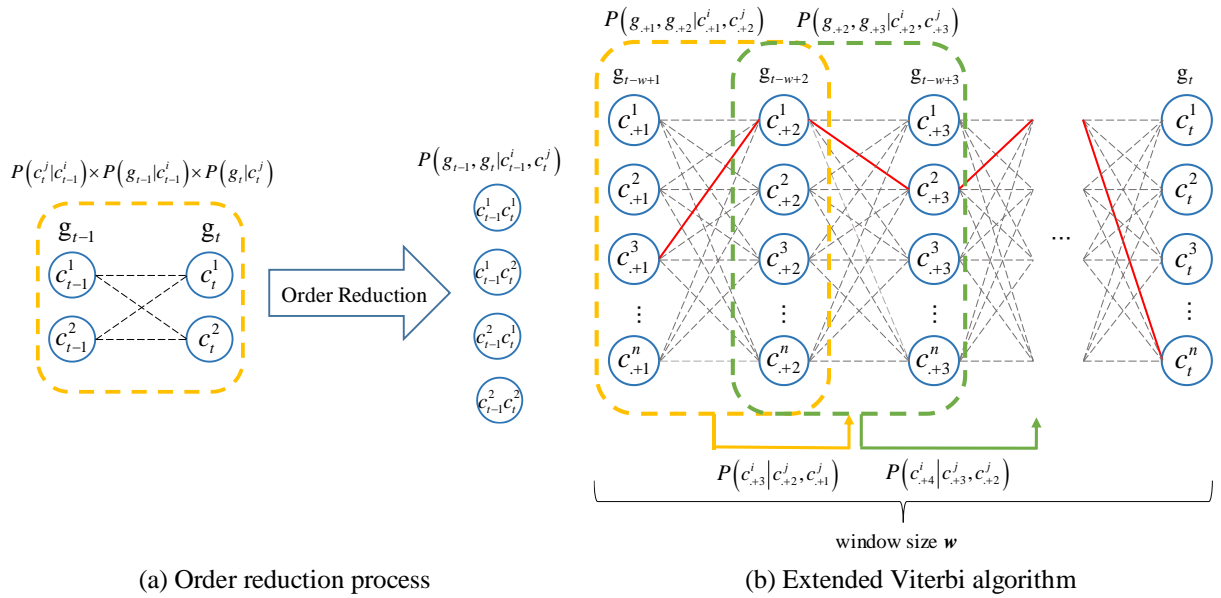 P(c_t^j|c_{t-1}^i)×P(g_{t-1}|c_{t-1}^i)×P(g_t|c_t^j)
g_{t-1} g_t
c_{t-1}^1 c_t^1
c_{t-1}^2 c_t^2
Order Reduction
P(g_{t-1}, g_t|c_{t-1}^i, c_t^j)
c_{t-1}^1 c_t^1
c_{t-1}^1 c_t^2
c_{t-1}^2 c_t^1
c_{t-1}^2 c_t^2
(a) Order reduction process
P(g_{.+1}, g_{.+2}|c_{.+1}^i, c_{.+2}^j) P(g_{.+2}, g_{.+3}|c_{.+2}^i, c_{.+3}^j)
g_{t-w+1} g_{t-w+2} g_{t-w+3} g_t
c_{.+1}^1 c_{.+2}^1 c_{.+3}^1 c_t^1
c_{.+1}^2 c_{.+2}^2 c_{.+3}^2 c_t^2
c_{.+1}^3 c_{.+2}^3 c_{.+3}^3 ... c_t^3
⋮ ⋮ ⋮ ⋮
c_{.+1}^n c_{.+2}^n c_{.+3}^n c_t^n
P(c_{.+3}^i|c_{.+2}^j, c_{.+1}^j) P(c_{.+4}^i|c_{.+3}^j, c_{.+2}^j)
window size w
(b) Extended Viterbi algorithm